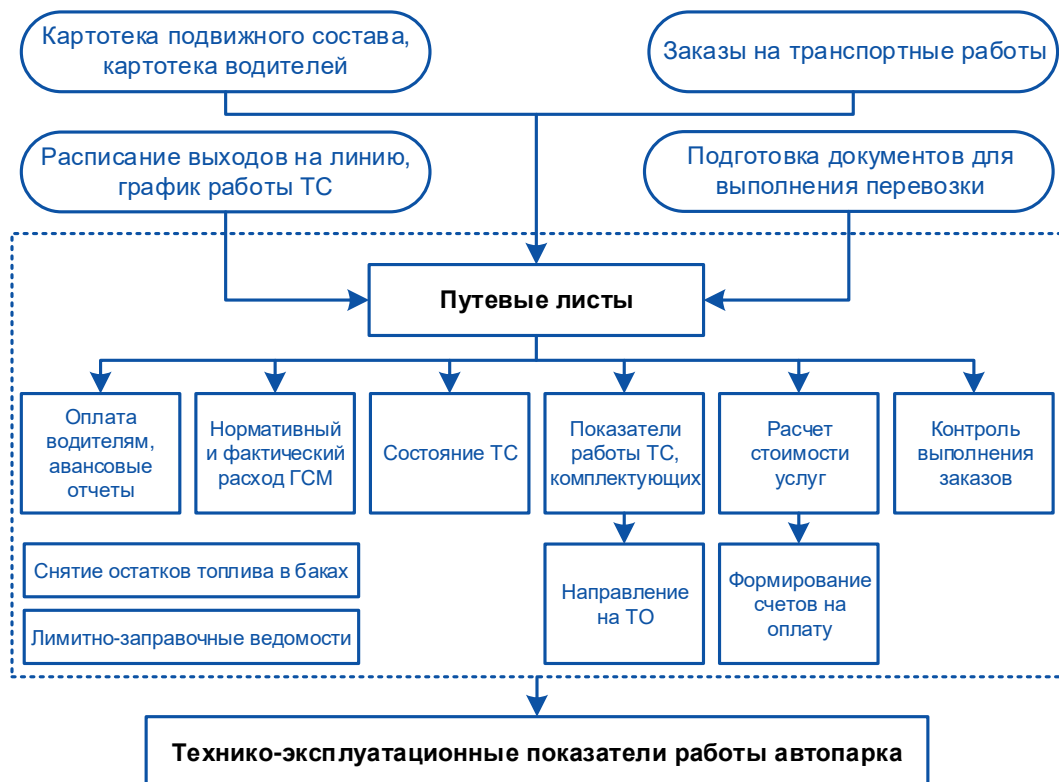 Картотека подвижного состава,
картотека водителей
Заказы на транспортные работы
Расписание выходов на линию,
график работы ТС
Подготовка документов для
выполнения перевозки
Путевые листы
Оплата
водителям,
авансовые
отчеты
Нормативный
и фактический
расход ГСМ
Состояние ТС
Показатели
работы ТС,
комплектующих
Расчет
стоимости
услуг
Контроль
выполнения
заказов
Снятие остатков топлива в баках
Лимитно-заправочные ведомости
Направление
на ТО
Формирование
счетов на
оплату
Технико-эксплуатационные показатели работы автопарка